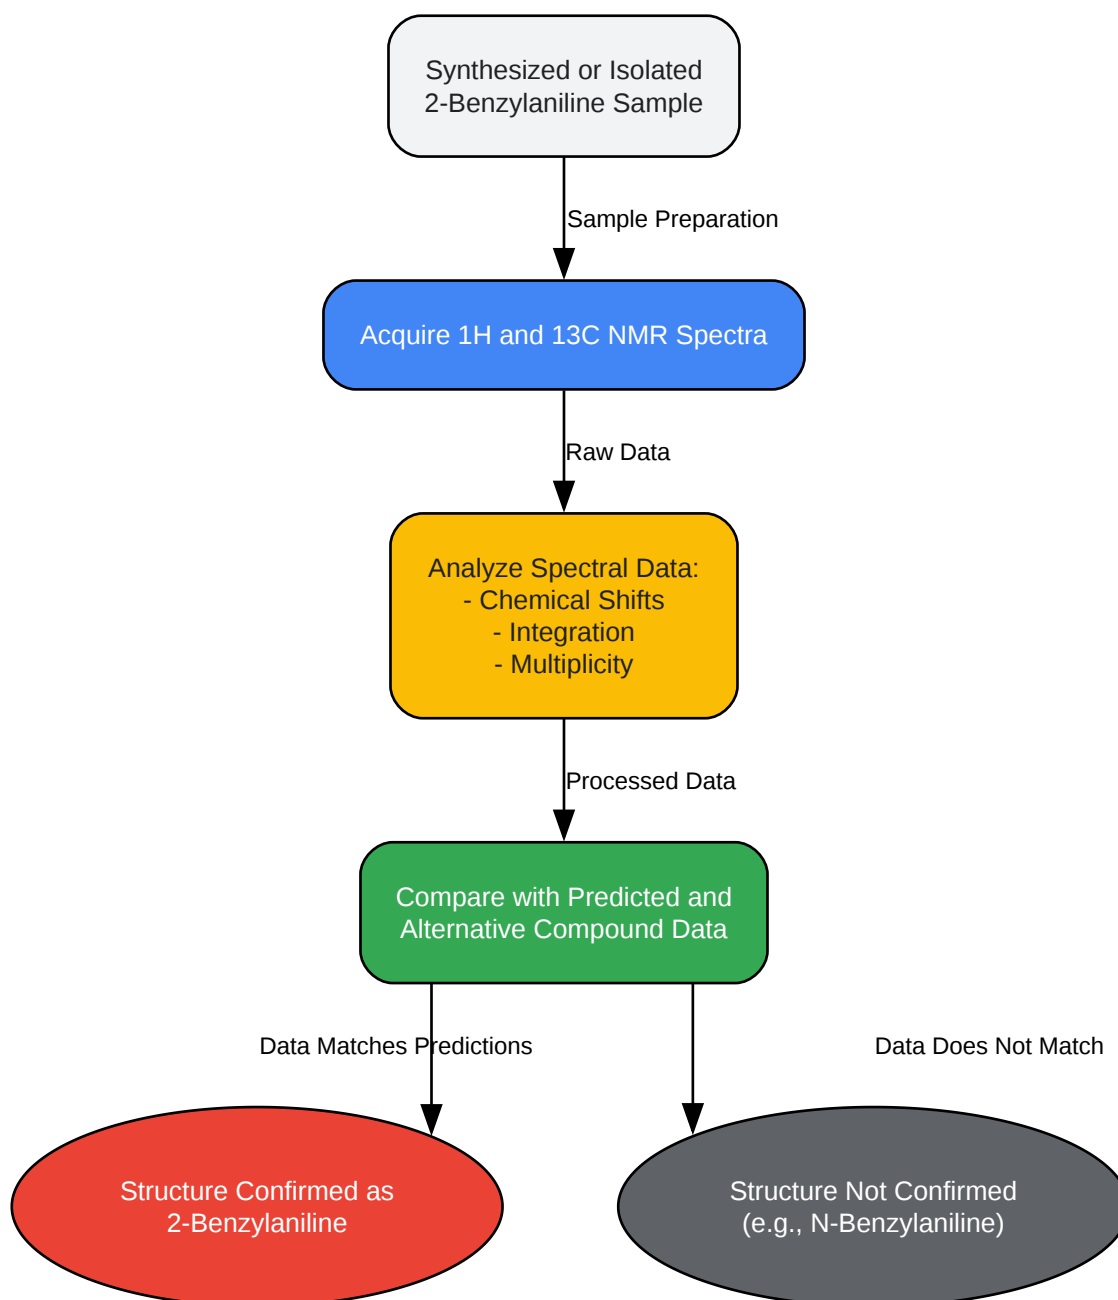 Synthesized or Isolated
2-Benzylaniline Sample
Sample Preparation
Acquire 1H and 13C NMR Spectra
Raw Data
Analyze Spectral Data:
- Chemical Shifts
- Integration
- Multiplicity
Processed Data
Compare with Predicted and
Alternative Compound Data
Data Matches Predictions
Data Does Not Match
Structure Confirmed as
2-Benzylaniline
Structure Not Confirmed
(e.g., N-Benzylaniline)